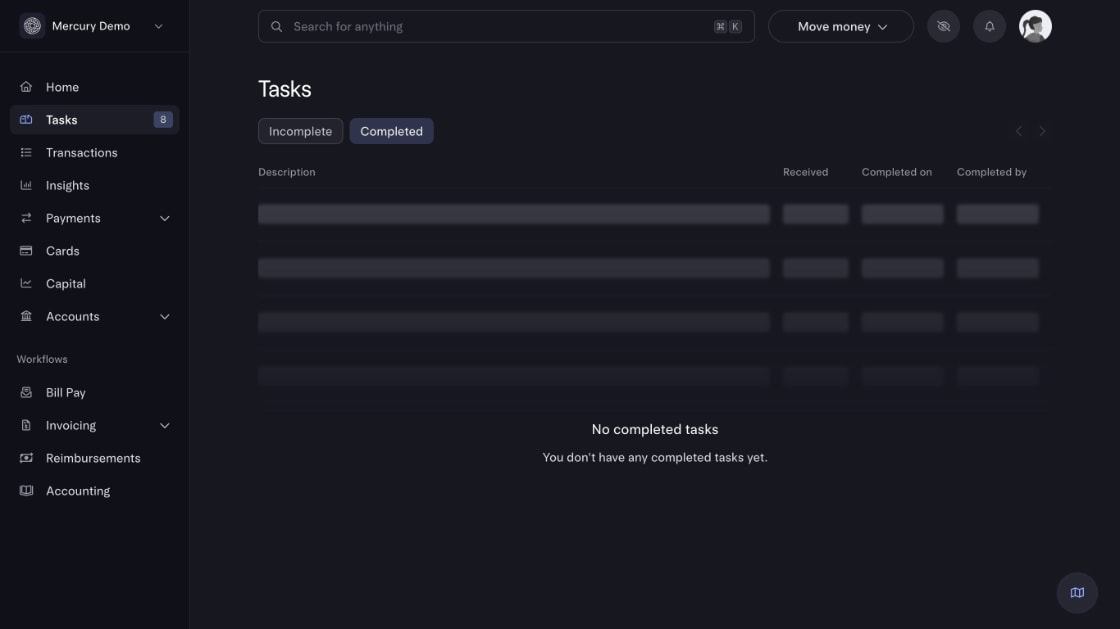 Mercury Demo
Search for anything
⌘ K
Move money
Home
Tasks 8
Transactions
Insights
Payments
Cards
Capital
Accounts
Workflows
Bill Pay
Invoicing
Reimbursements
Accounting
Tasks
Incomplete Completed
Description Received Completed on Completed by
No completed tasks
You don't have any completed tasks yet.